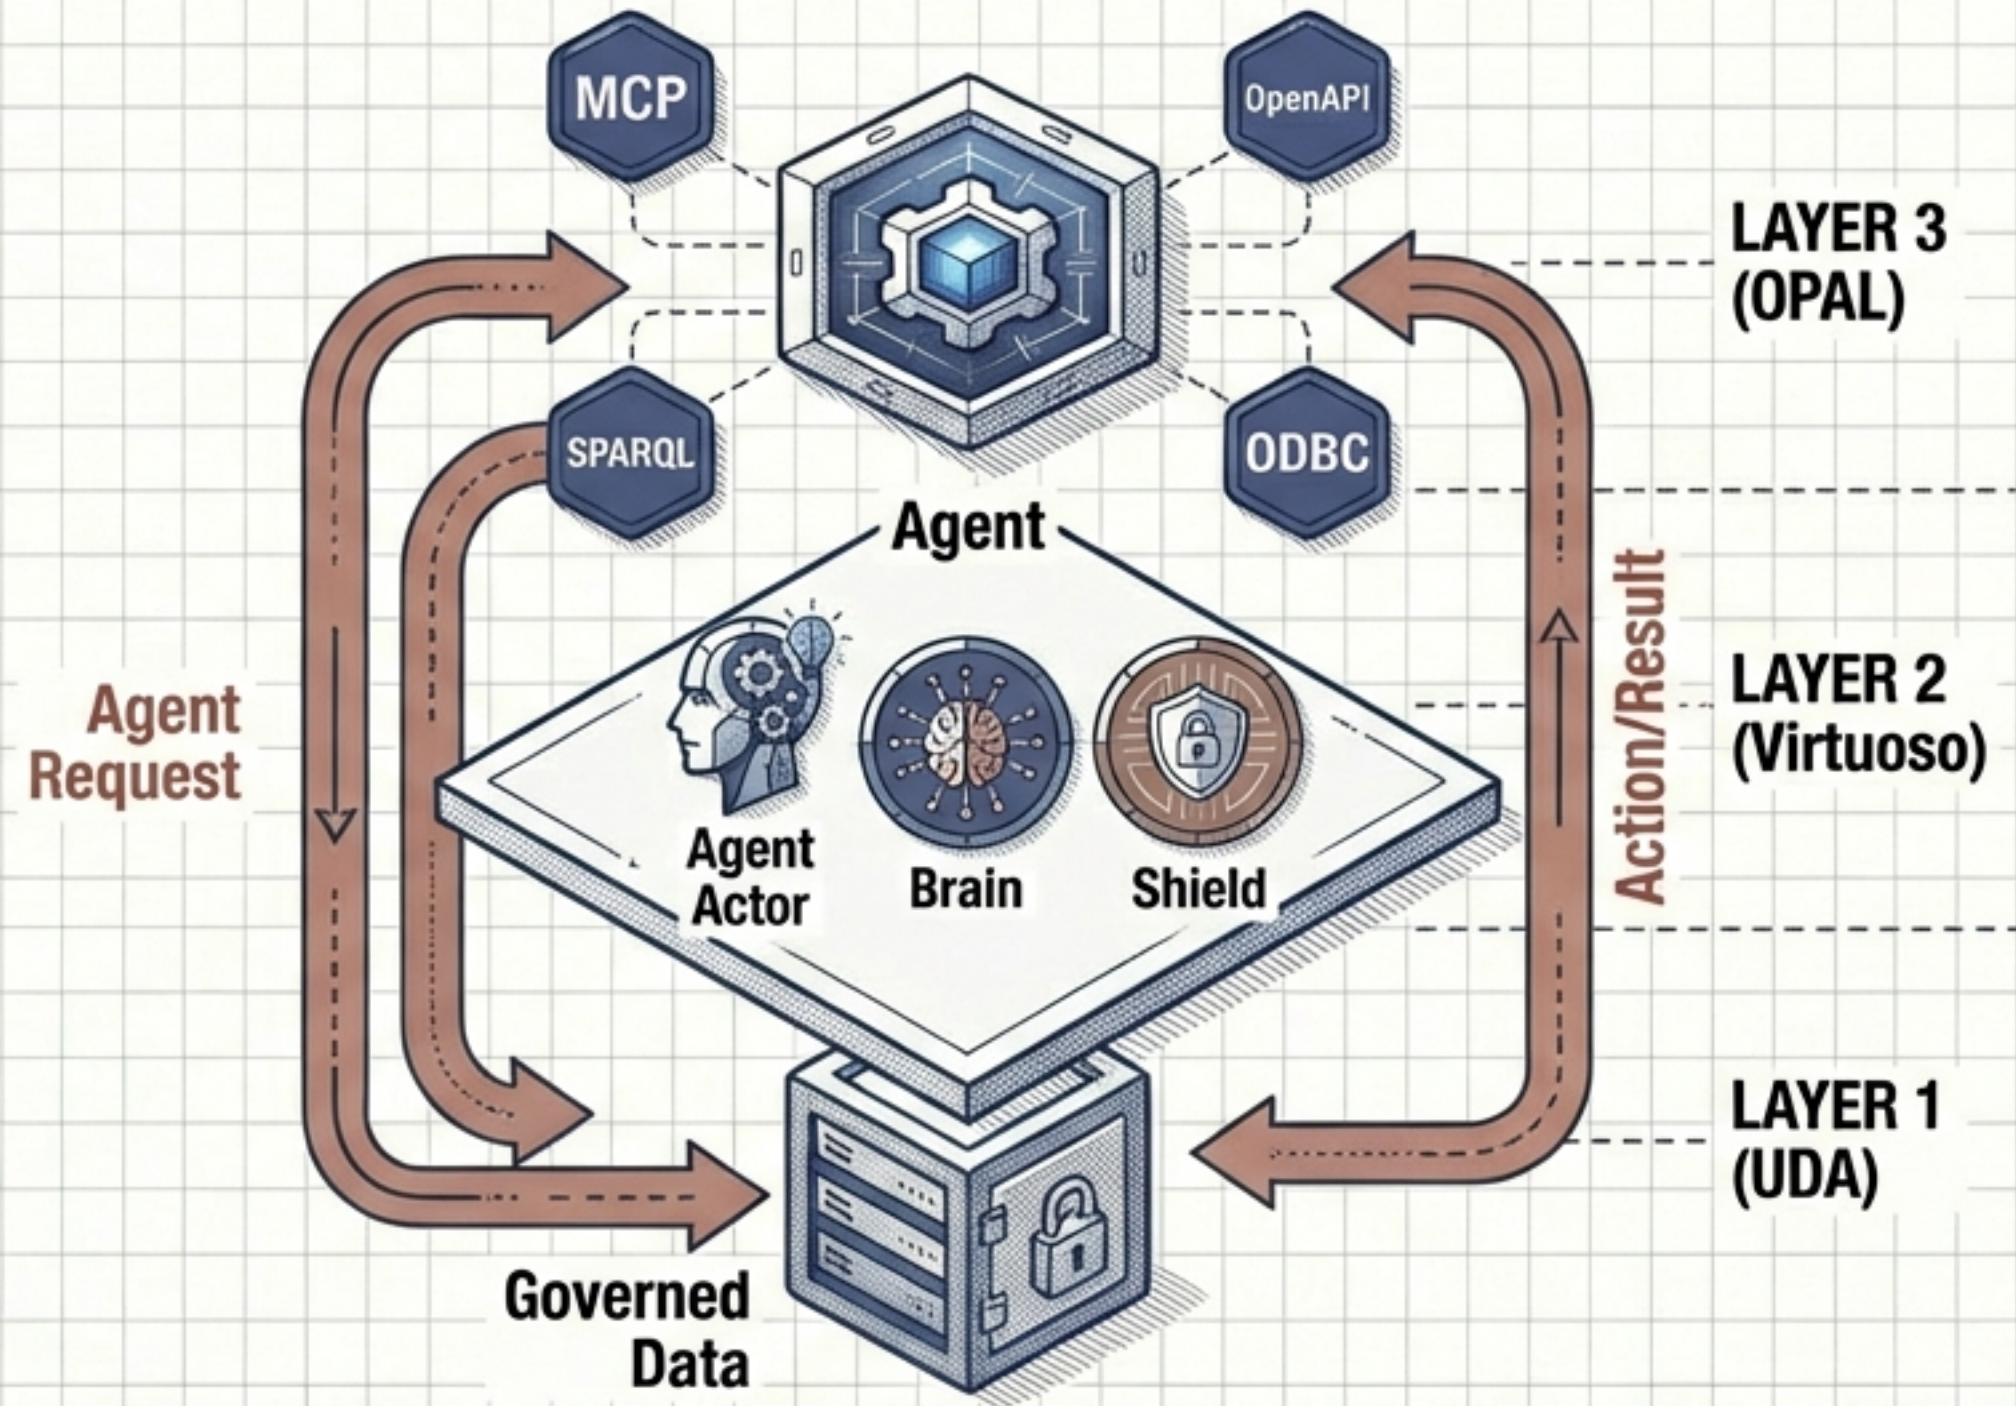 MCP
OpenAPI
LAYER 3
(OPAL)
SPARQL
ODBC
Agent
Agent
Request
Action/Result
LAYER 2
(Virtuoso)
Agent
Actor
Brain
Shield
LAYER 1
(UDA)
Governed
Data